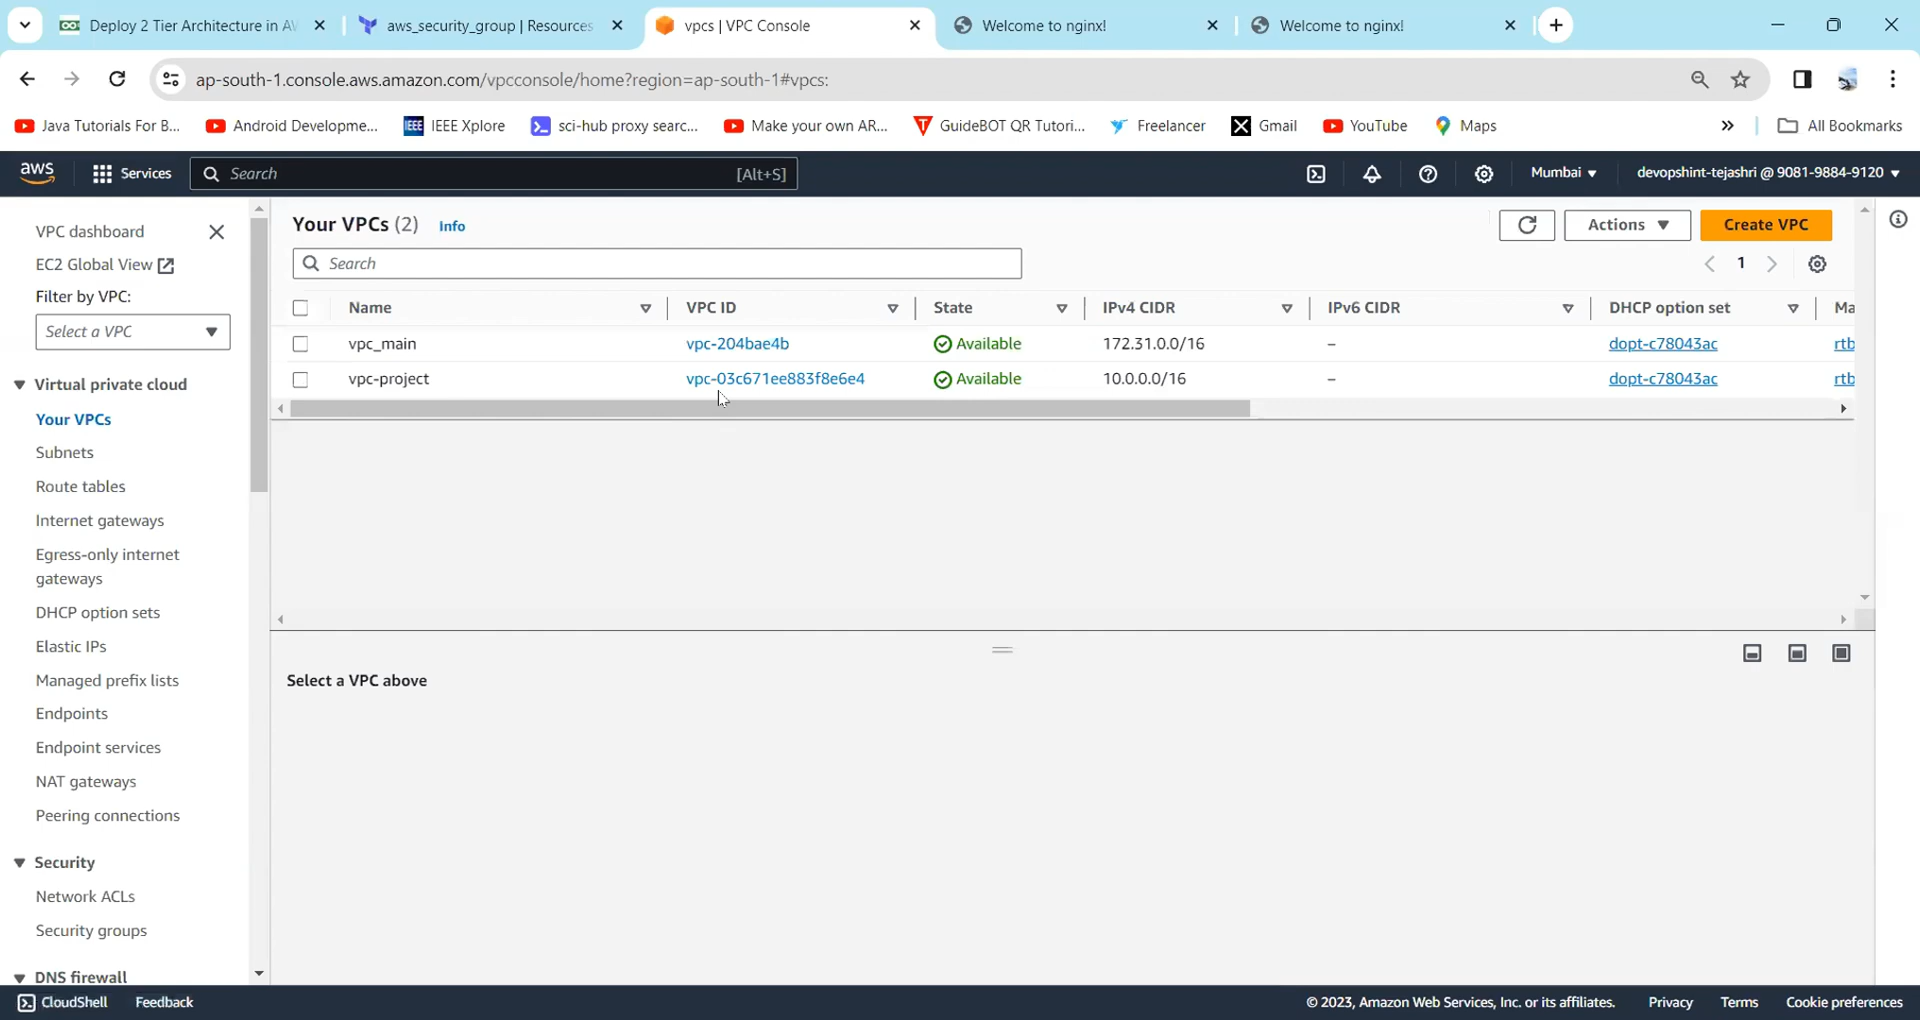 Deploy 2 Tier Architecture in AW
aws_security_group | Resources
vpcs | VPC Console
Welcome to nginx!
Welcome to nginx!
ap-south-1.console.aws.amazon.com/vpcconsole/home?region=ap-south-1#vpcs:
Java Tutorials For B...
Android Developme...
IEEE
IEEE Xplore
sci-hub proxy searc...
Make your own AR...
GuideBOT QR Tutori...
Freelancer
Gmail
YouTube
Maps
All Bookmarks
aws
Services
Search
[Alt+S]
Mumbai
devopshint-tejashri @ 9081-9884-9120
VPC dashboard
EC2 Global View
Filter by VPC:
Select a VPC
Virtual private cloud
Your VPCs
Subnets
Route tables
Internet gateways
Egress-only internet
gateways
DHCP option sets
Elastic IPs
Managed prefix lists
Endpoints
Endpoint services
NAT gateways
Peering connections
Security
Network ACLs
Security groups
DNS firewall
Your VPCs (2) Info
Actions
Create VPC
Search
1
Name VPC ID State IPv4 CIDR IPv6 CIDR DHCP option set Ma
vpc_main vpc-204bae4b Available 172.31.0.0/16 – dopt-c78043ac rtb
vpc-project vpc-03c671ee883f8e6e4 Available 10.0.0.0/16 – dopt-c78043ac rtb
Select a VPC above
CloudShell
Feedback
© 2023, Amazon Web Services, Inc. or its affiliates.
Privacy
Terms
Cookie preferences